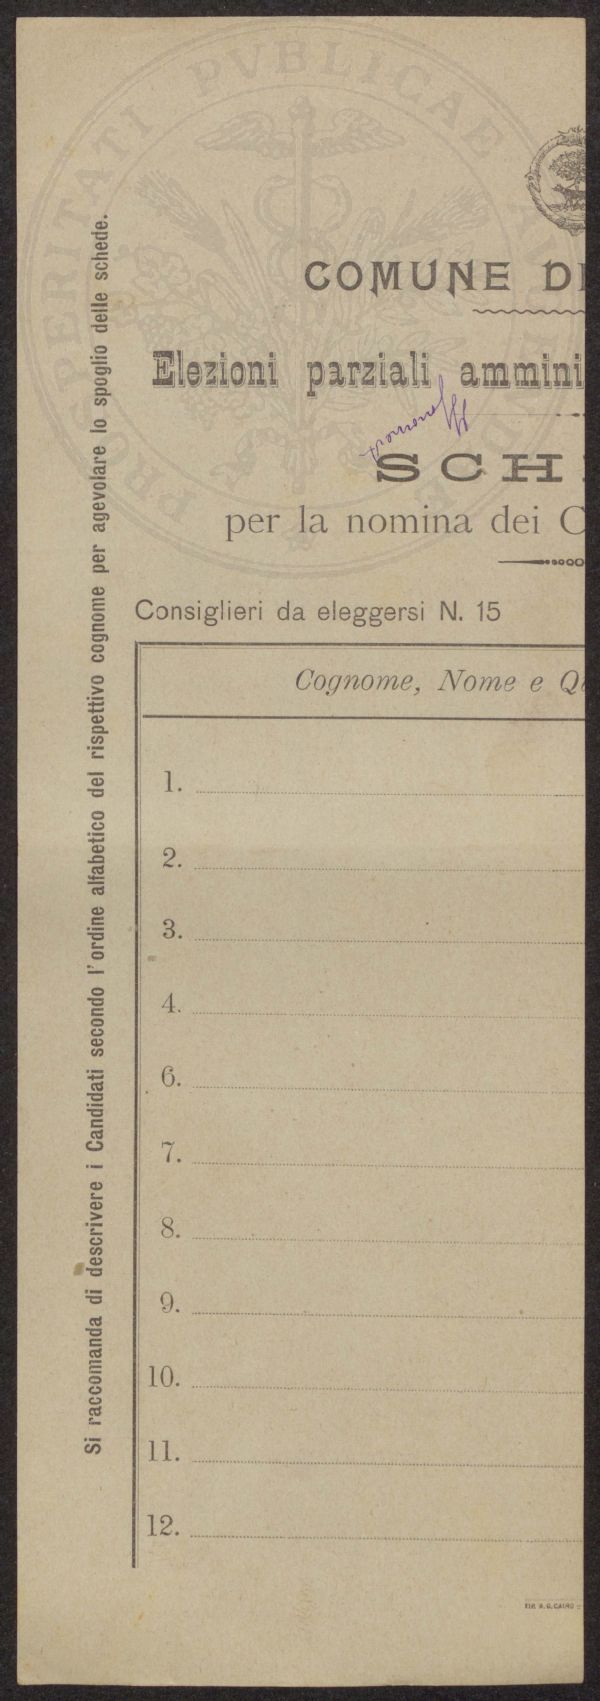 PROSPERITATI PVBLICAE
COMUNE DI
Elezioni parziali ammini
SCH
per la nomina dei C
Consiglieri da eleggersi N. 15
Cognome, Nome e Q
1.
2.
3.
4.
6.
7.
8.
9.
10.
11.
12.
Si raccomanda di descrivere i Candidati secondo l'ordine alfabetico del rispettivo cognome per agevolare lo spoglio delle schede.
TIP. A. G. CAIRO